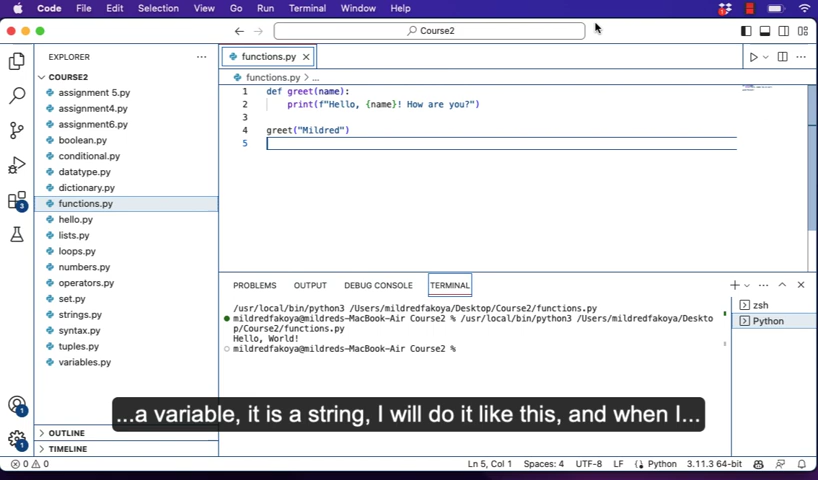 Code File Edit Selection View Go Run Terminal Window Help
Course2
EXPLORER
functions.py
COURSE2
functions.py > ...
assignment 5.py
assignment4.py
assignment6.py
boolean.py
conditional.py
datatype.py
dictionary.py
functions.py
hello.py
lists.py
loops.py
numbers.py
operators.py
set.py
strings.py
syntax.py
tuples.py
variables.py
OUTLINE
TIMELINE
1 def greet(name):
2 print(f"Hello, {name}! How are you?")
3
4 greet("Mildred")
5
PROBLEMS OUTPUT DEBUG CONSOLE TERMINAL
/usr/local/bin/python3 /Users/mildredfakoya/Desktop/Course2/functions.py
mildredfakoya@mildreds-MacBook-Air Course2 % /usr/local/bin/python3 /Users/mildredfakoya/Deskto
p/Course2/functions.py
Hello, World!
mildredfakoya@mildreds-MacBook-Air Course2 %
zsh
Python
3
1
1
...a variable, it is a string, I will do it like this, and when I...
0 0 Ln 5, Col 1 Spaces: 4 UTF-8 LF Python 3.11.3 64-bit